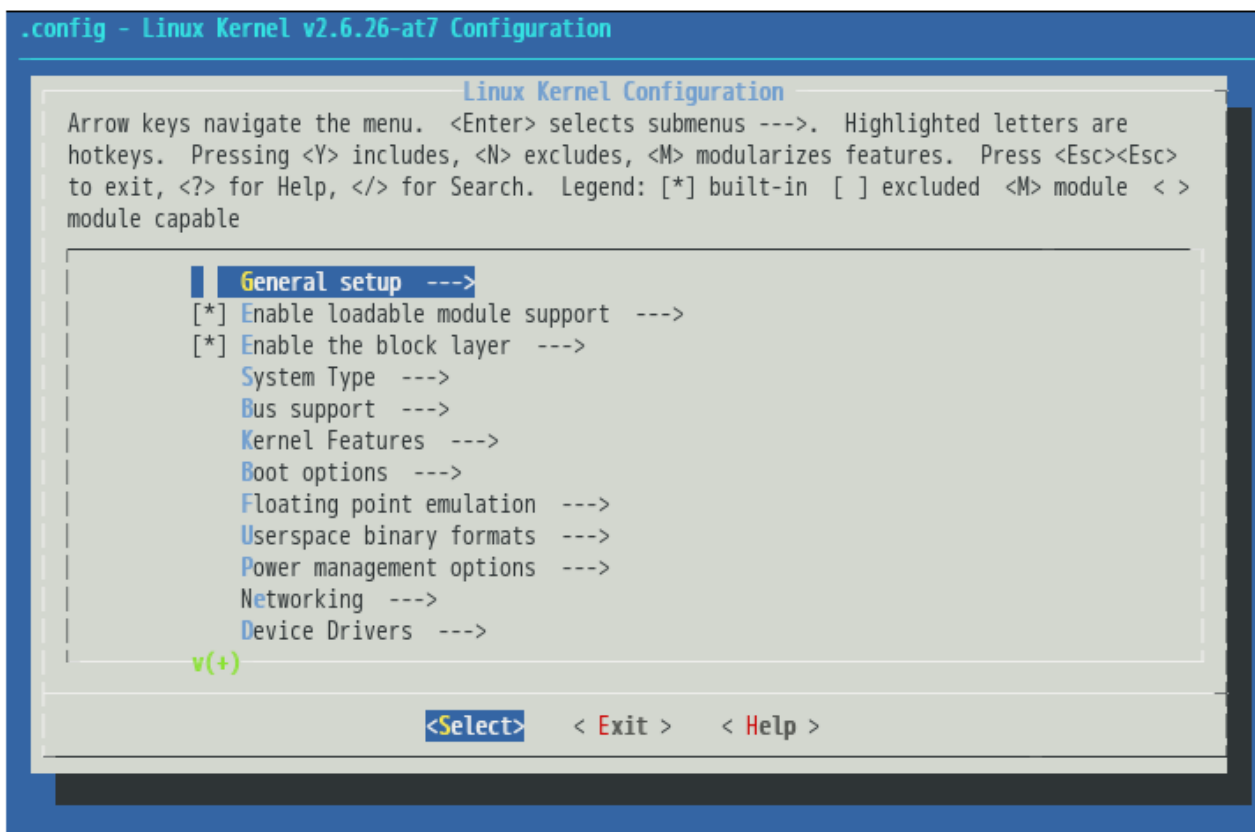 .config - Linux Kernel v2.6.26-at7 Configuration
Linux Kernel Configuration
Arrow keys navigate the menu.  <Enter> selects submenus --->.  Highlighted letters are
hotkeys.  Pressing <Y> includes, <N> excludes, <M> modularizes features.  Press <Esc><Esc>
to exit, <?> for Help, </> for Search.  Legend: [*] built-in  [ ] excluded  <M> module  < >
module capable
General setup  --->
[*] Enable loadable module support  --->
[*] Enable the block layer  --->
System Type  --->
Bus support  --->
Kernel Features  --->
Boot options  --->
Floating point emulation  --->
Userspace binary formats  --->
Power management options  --->
Networking  --->
Device Drivers  --->
v(+)
<Select>    < Exit >    < Help >